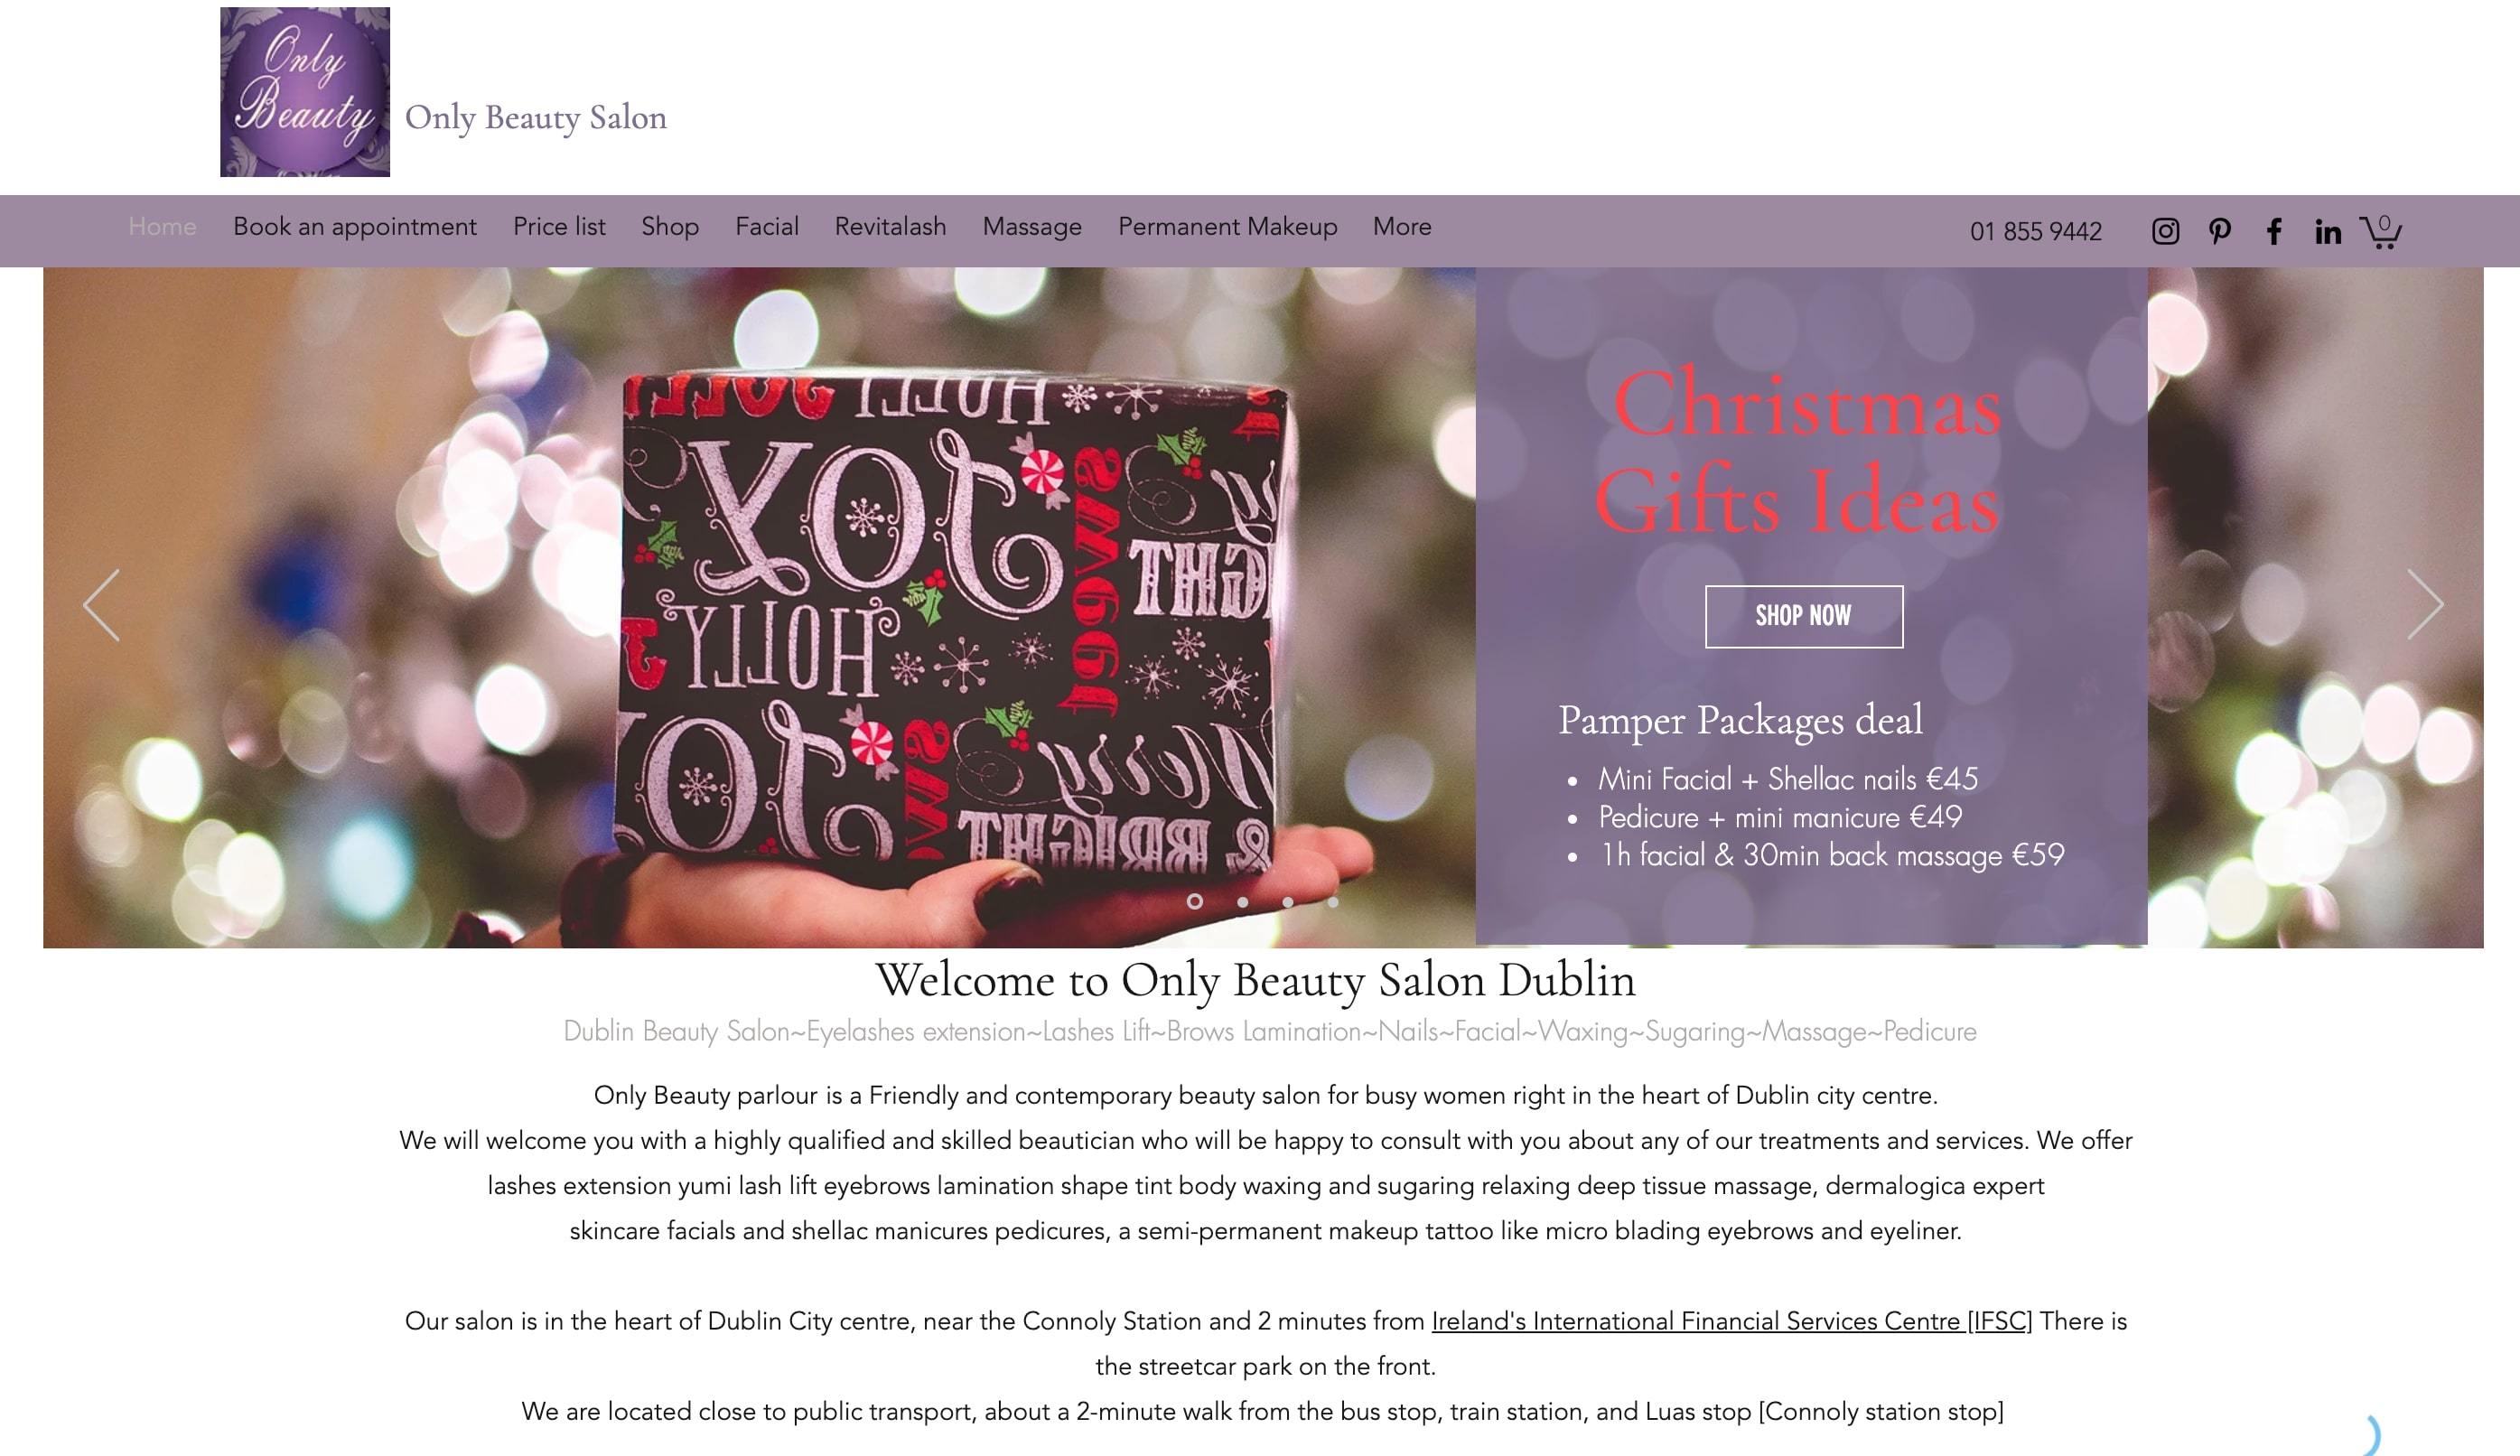 Only
Beauty
Only Beauty Salon
Home Book an appointment Price list Shop Facial Revitalash Massage Permanent Makeup More 01 855 9442 0
HOLLY
JOY
JIGGWS
GHT
HOLLY
JO
Merry
& BRIGHT
Christmas
Gifts Ideas
SHOP NOW
Pamper Packages deal
• Mini Facial + Shellac nails €45
• Pedicure + mini manicure €49
• 1h facial & 30min back massage €59
Welcome to Only Beauty Salon Dublin
Dublin Beauty Salon~Eyelashes extension~Lashes Lift~Brows Lamination~Nails~Facial~Waxing~Sugaring~Massage~Pedicure
Only Beauty parlour is a Friendly and contemporary beauty salon for busy women right in the heart of Dublin city centre.
We will welcome you with a highly qualified and skilled beautician who will be happy to consult with you about any of our treatments and services. We offer
lashes extension yumi lash lift eyebrows lamination shape tint body waxing and sugaring relaxing deep tissue massage, dermalogica expert
skincare facials and shellac manicures pedicures, a semi-permanent makeup tattoo like micro blading eyebrows and eyeliner.
Our salon is in the heart of Dublin City centre, near the Connoly Station and 2 minutes from Ireland's International Financial Services Centre [IFSC] There is
the streetcar park on the front.
We are located close to public transport, about a 2-minute walk from the bus stop, train station, and Luas stop [Connoly station stop]